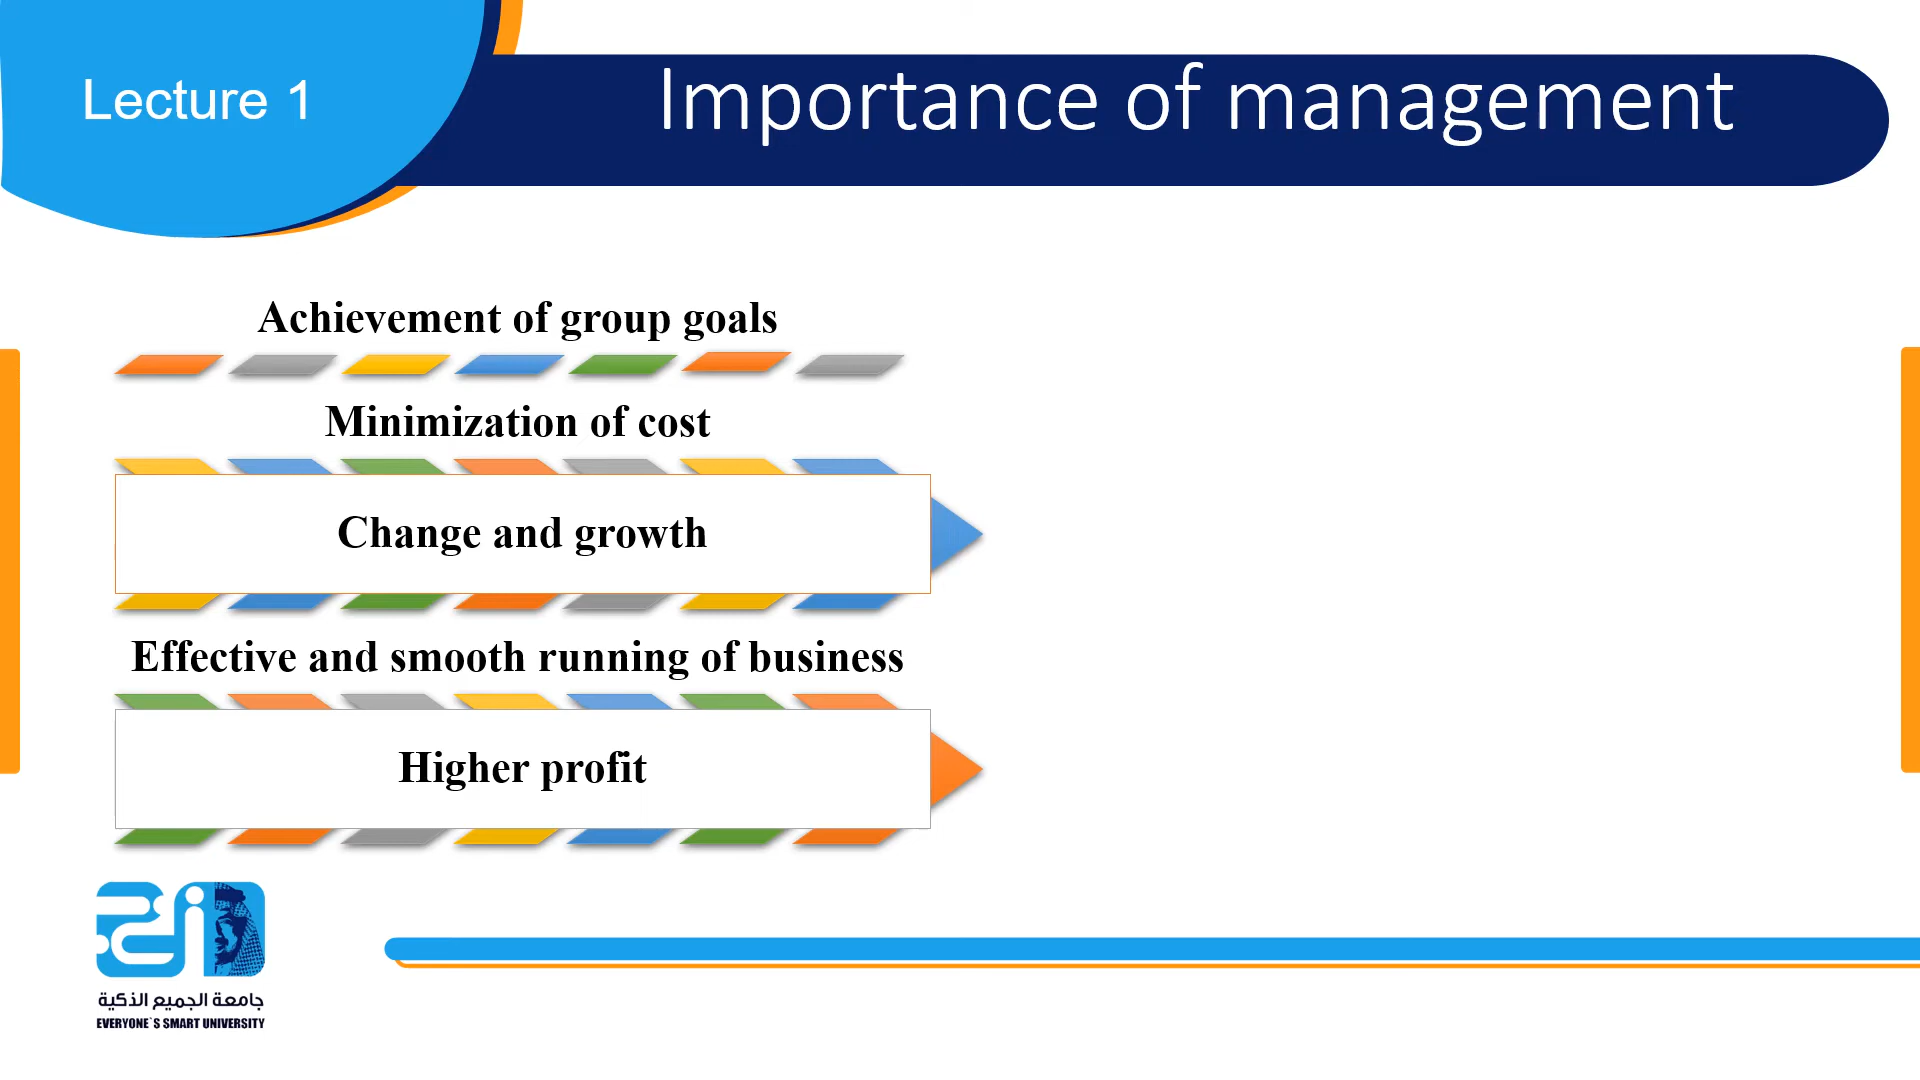 Lecture 1
Importance of management
Achievement of group goals
Minimization of cost
Change and growth
Effective and smooth running of business
Higher profit
جامعة الجميع الذكية
EVERYONE`S SMART UNIVERSITY